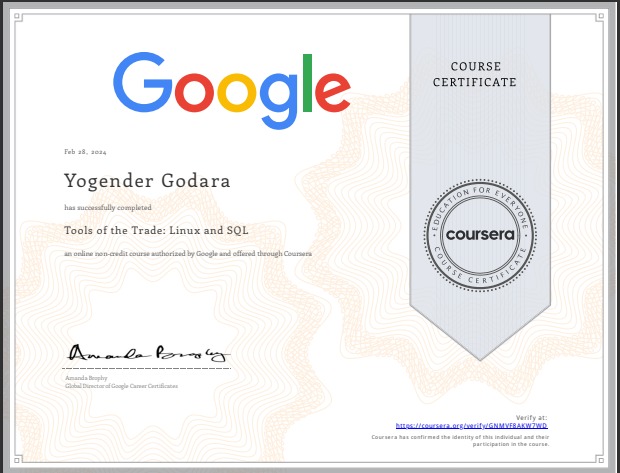 COURSE
CERTIFICATE
Google
Feb 28, 2024
Yogender Godara
has successfully completed
Tools of the Trade: Linux and SQL
an online non-credit course authorized by Google and offered through Coursera
EDUCATION FOR EVERYONE
coursera
COURSE CERTIFICATE
Amanda Brophy
Amanda Brophy
Global Director of Google Career Certificates
Verify at:
https://coursera.org/verify/GNMVF8AKW7WD
Coursera has confirmed the identity of this individual and their
participation in the course.